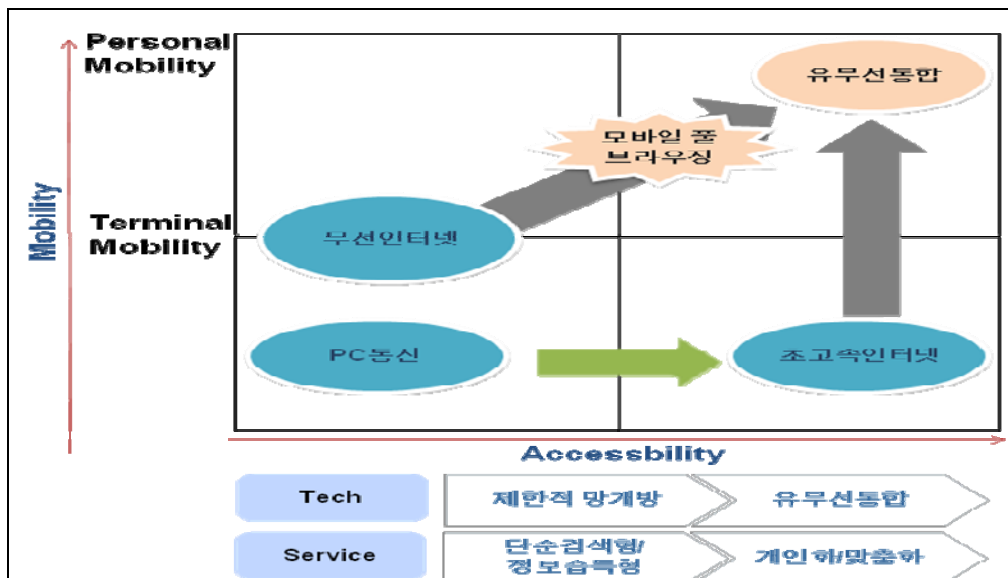 Personal
Mobility
유무선통합
모바일 풀
브라우싱
Mobility
Terminal
Mobility
무선인터넷
PC통신
초고속인터넷
Accessbility
Tech
제한적 망개방
유무선통합
Service
단순검색형/
정보습득형
개인화/맞춤화